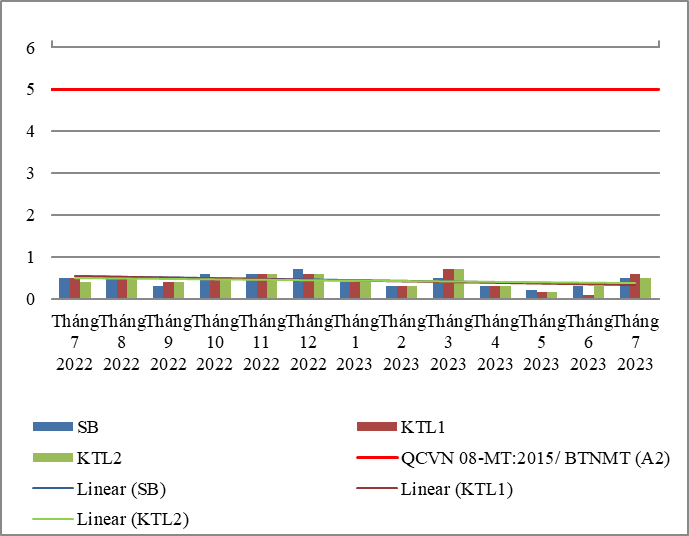 6
5
4
3
2
1
0
Tháng Tháng Tháng Tháng Tháng Tháng Tháng Tháng Tháng Tháng Tháng Tháng Tháng
7 8 9 10 11 12 1 2 3 4 5 6 7
2022 2022 2022 2022 2022 2022 2023 2023 2023 2023 2023 2023 2023
SB KTL1
KTL2 QCVN 08-MT:2015/ BTNMT (A2)
Linear (SB) Linear (KTL1)
Linear (KTL2)